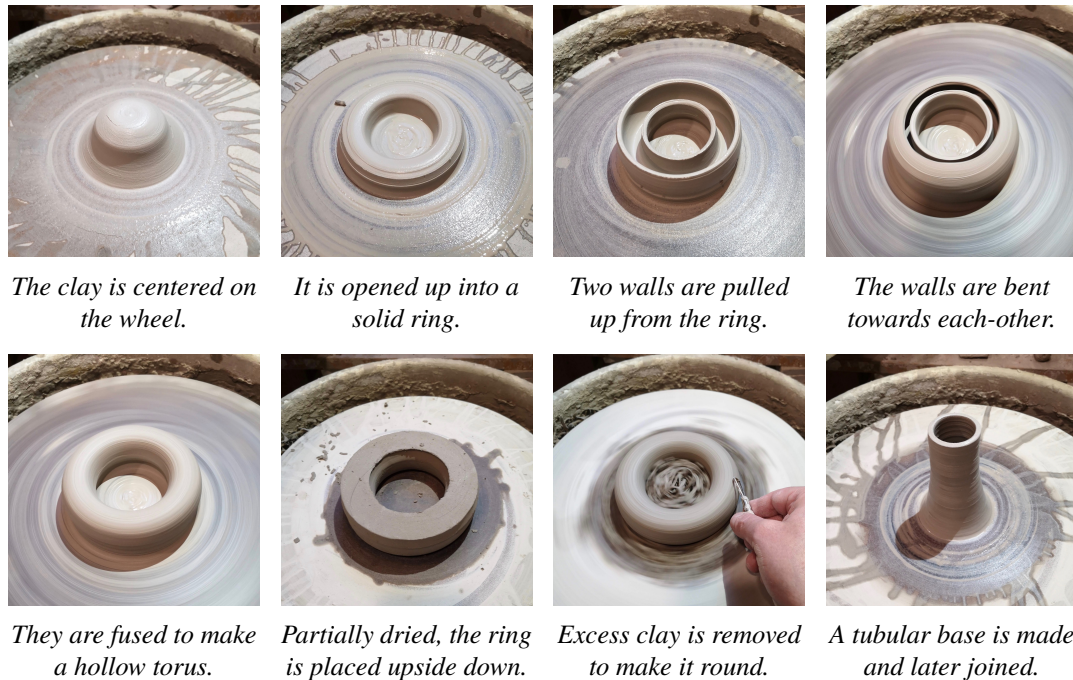 The clay is centered on
the wheel.
It is opened up into a
solid ring.
Two walls are pulled
up from the ring.
The walls are bent
towards each-other.
They are fused to make
a hollow torus.
Partially dried, the ring
is placed upside down.
Excess clay is removed
to make it round.
A tubular base is made
and later joined.